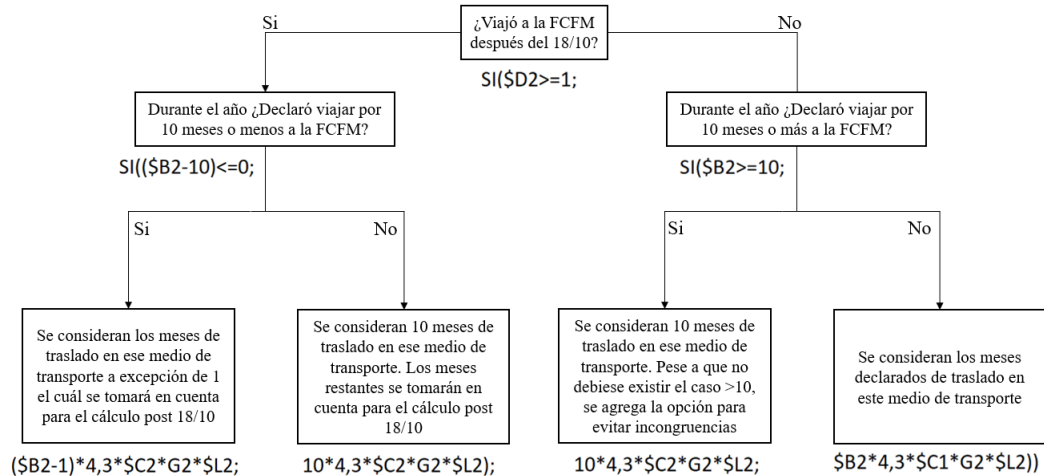 ¿Viajó a la FCFM
después del 18/10?
Si
No
SI($D2>=1;
Durante el año ¿Declaró viajar por
10 meses o menos a la FCFM?
Durante el año ¿Declaró viajar por
10 meses o más a la FCFM?
SI(($B2-10)<=0;
SI($B2>=10;
Si
No
Si
No
Se consideran los meses de
traslado en ese medio de
transporte a excepción de 1
el cuál se tomará en cuenta
para el cálculo post 18/10
Se consideran 10 meses de
traslado en ese medio de
transporte. Los meses
restantes se tomarán en
cuenta para el cálculo post
18/10
Se consideran 10 meses de
traslado en ese medio de
transporte. Pese a que no
debiese existir el caso >10,
se agrega la opción para
evitar incongruencias
Se consideran los meses
declarados de traslado en
este medio de transporte
($B2-1)*4,3*$C2*G2*$L2;
10*4,3*$C2*G2*$L2);
10*4,3*$C2*G2*$L2;
$B2*4,3*$C1*G2*$L2))